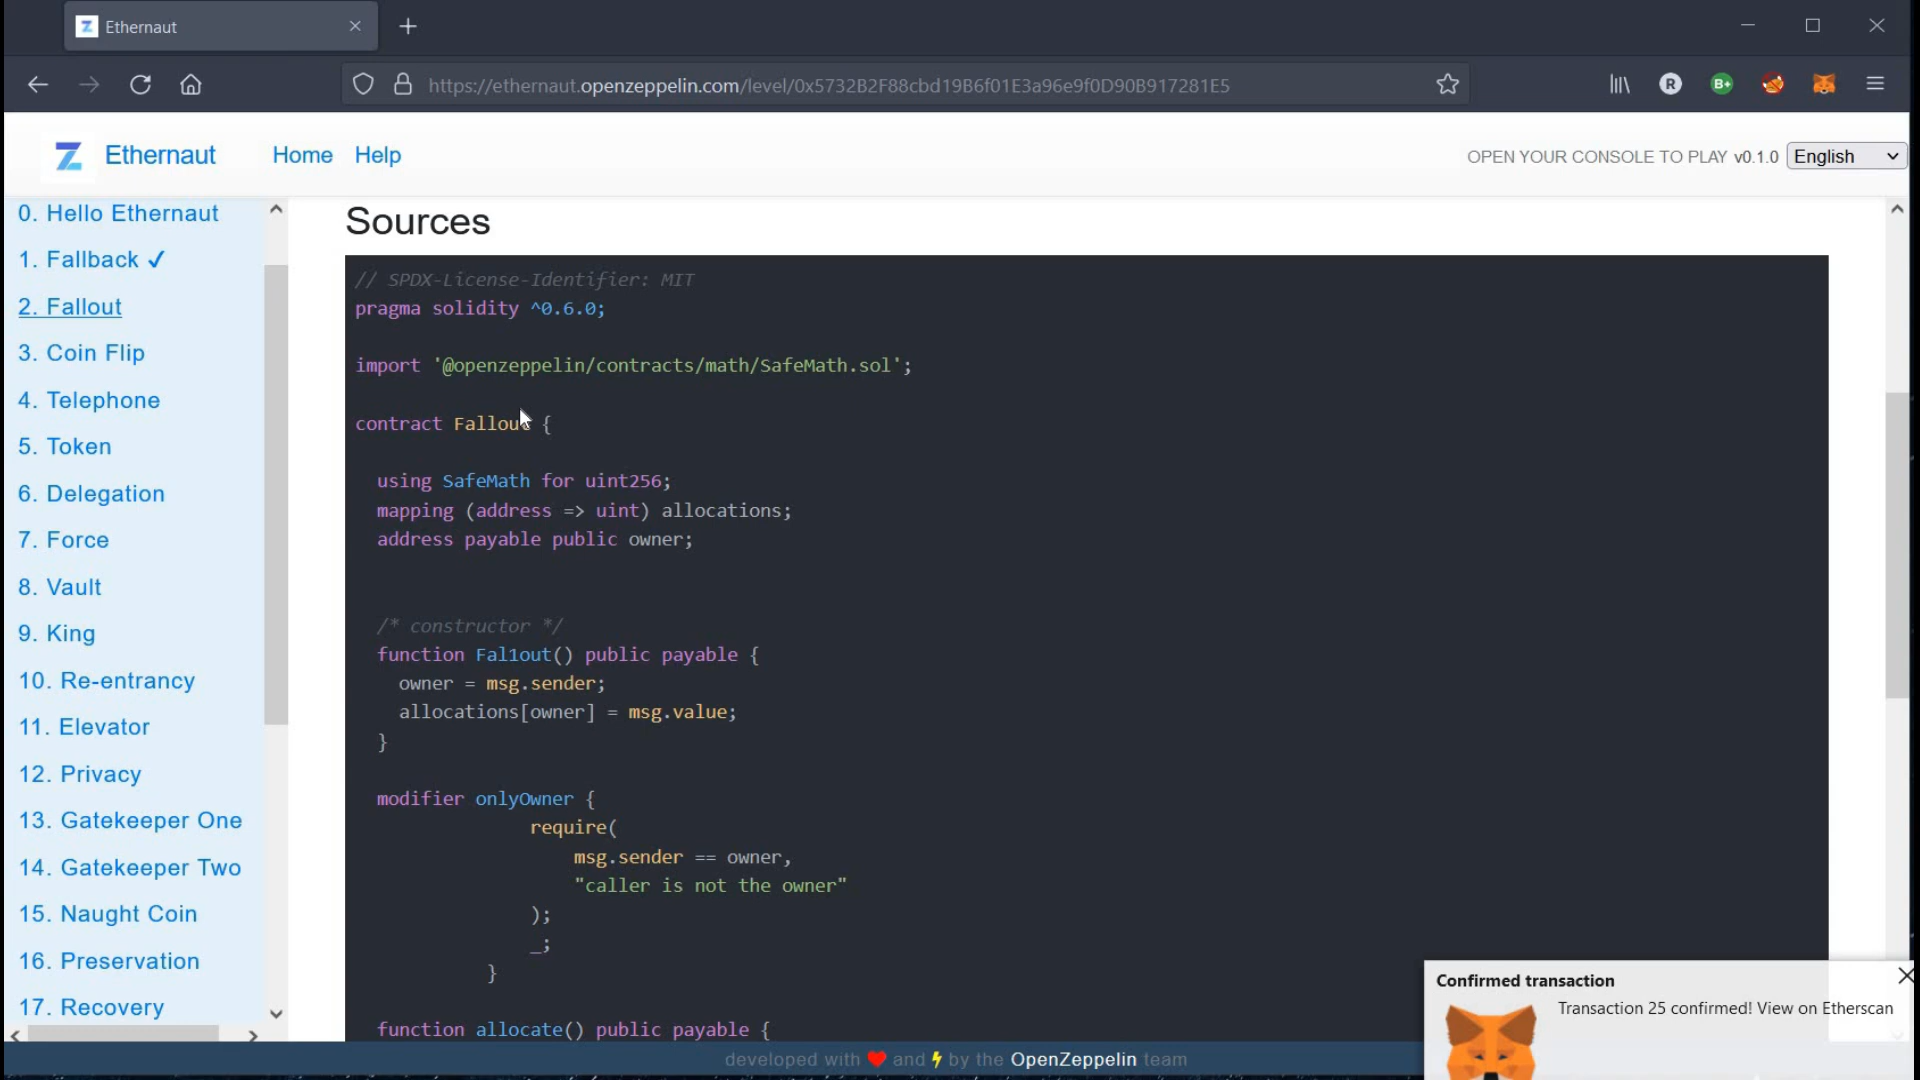 Ethernaut
https://ethernaut.openzeppelin.com/level/0x5732B2F88cbd19B6f01E3a96e9f0D90B917281E5
R
B+
Ethernaut
Home
Help
OPEN YOUR CONSOLE TO PLAY v0.1.0
English
0. Hello Ethernaut
1. Fallback ✓
2. Fallout
3. Coin Flip
4. Telephone
5. Token
6. Delegation
7. Force
8. Vault
9. King
10. Re-entrancy
11. Elevator
12. Privacy
13. Gatekeeper One
14. Gatekeeper Two
15. Naught Coin
16. Preservation
17. Recovery
Sources
// SPDX-License-Identifier: MIT
pragma solidity ^0.6.0;
import '@openzeppelin/contracts/math/SafeMath.sol';
contract Fallout {
using SafeMath for uint256;
mapping (address => uint) allocations;
address payable public owner;
/* constructor */
function Fal1out() public payable {
owner = msg.sender;
allocations[owner] = msg.value;
}
modifier onlyOwner {
require(
msg.sender == owner,
"caller is not the owner"
);
_;
}
function allocate() public payable {
Confirmed transaction
Transaction 25 confirmed! View on Etherscan
developed with ❤ and ⚡ by the OpenZeppelin team